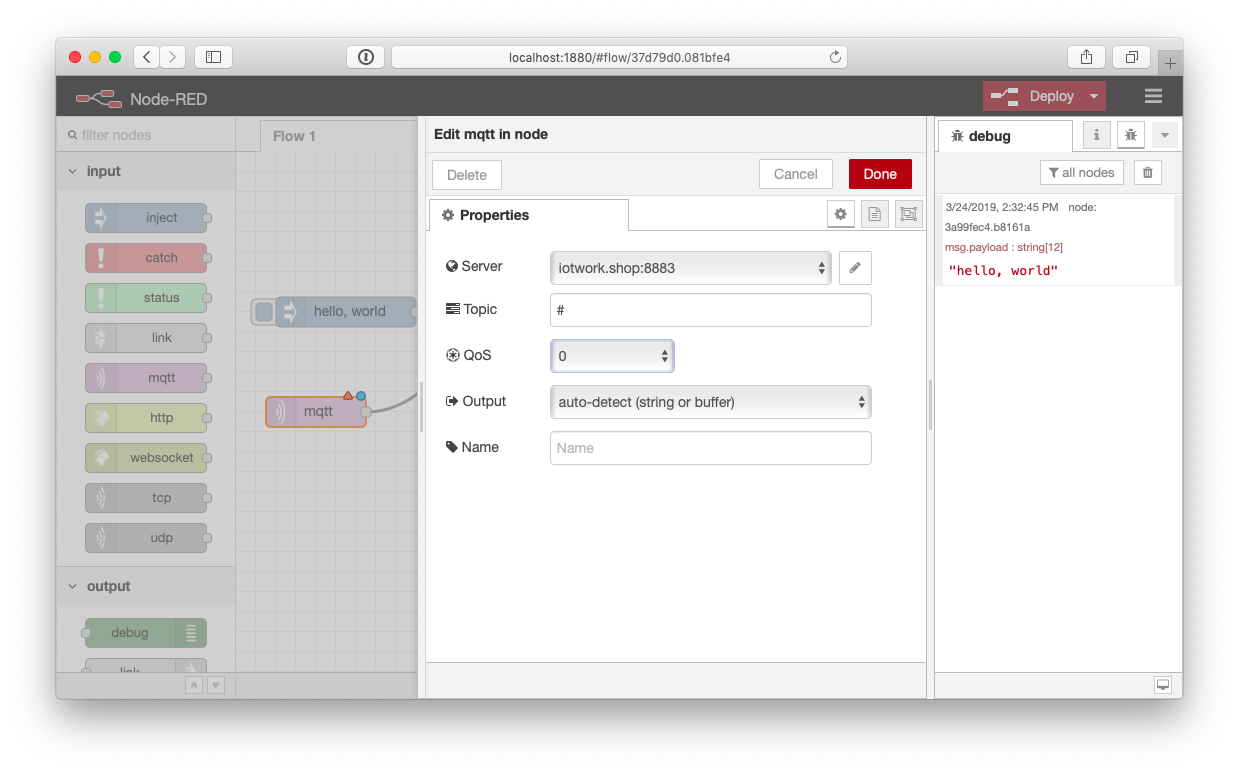 localhost:1880/#flow/37d79d0.081bfe4
Node-RED
Deploy
filter nodes
input
inject
catch
status
link
mqtt
http
websocket
tcp
udp
output
debug
link
Flow 1
hello, world
mqtt
Edit mqtt in node
Delete
Cancel
Done
Properties
Server
iotwork.shop:8883
Topic
#
QoS
0
Output
auto-detect (string or buffer)
Name
Name
debug
i
all nodes
3/24/2019, 2:32:45 PM node:
3a99fec4.b8161a
msg.payload : string[12]
"hello, world"